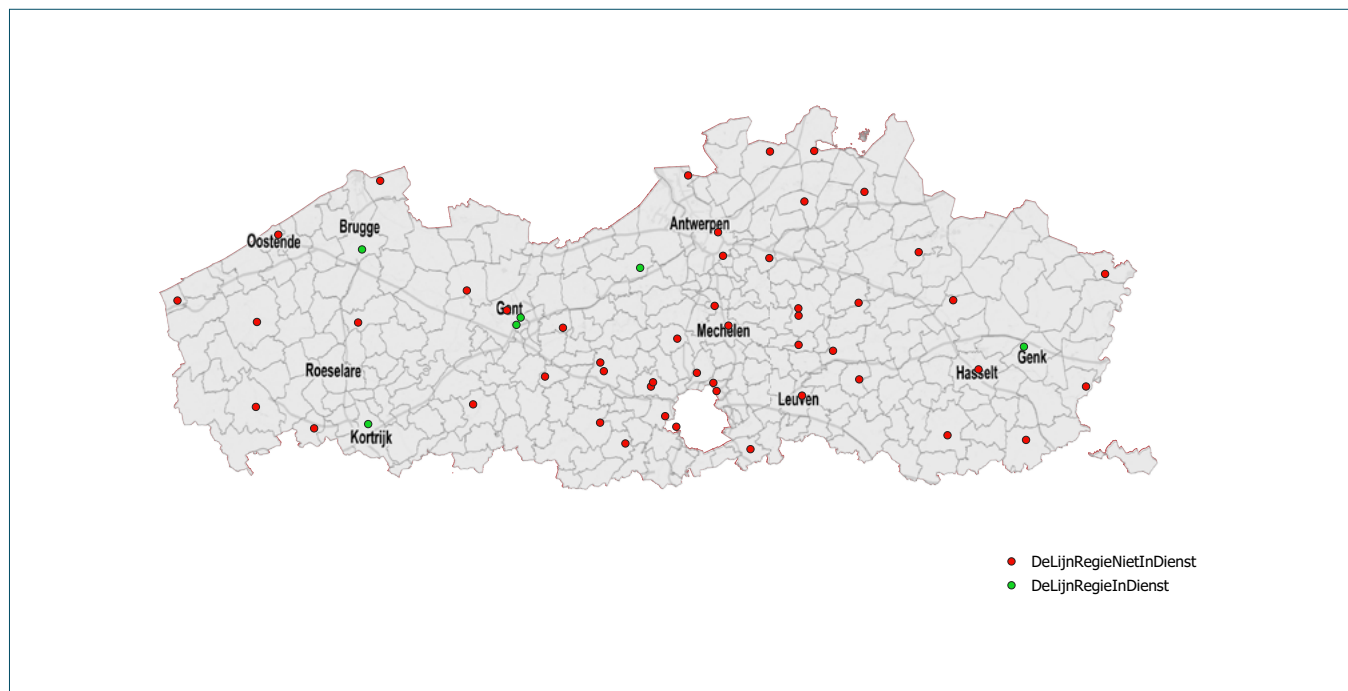 Antwerpen
Brugge
Oostende
Gent
Mechelen
Genk
Roeselare
Hasselt
Leuven
Kortrijk
DeLijnRegieNietInDienst
DeLijnRegieInDienst